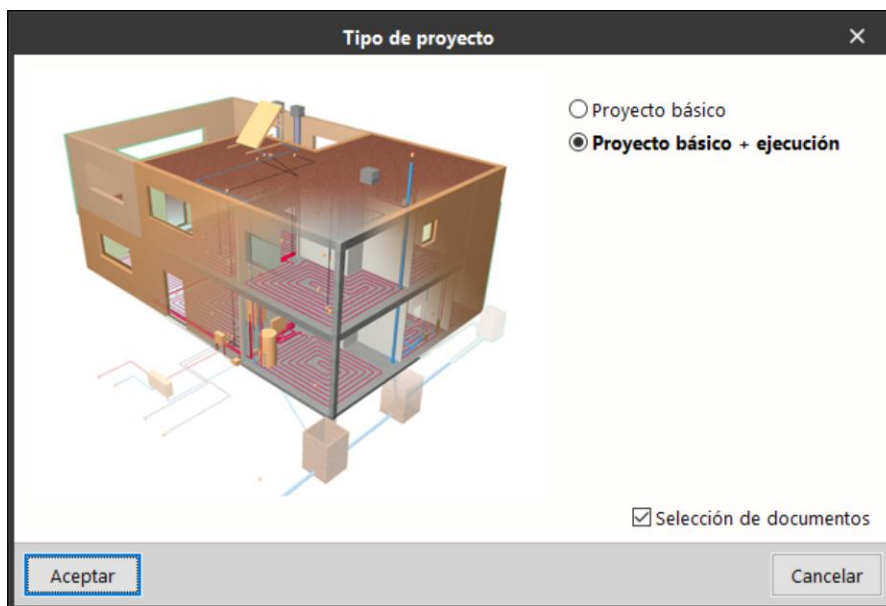 Tipo de proyecto
Proyecto básico
Proyecto básico + ejecución
Selección de documentos
Aceptar
Cancelar